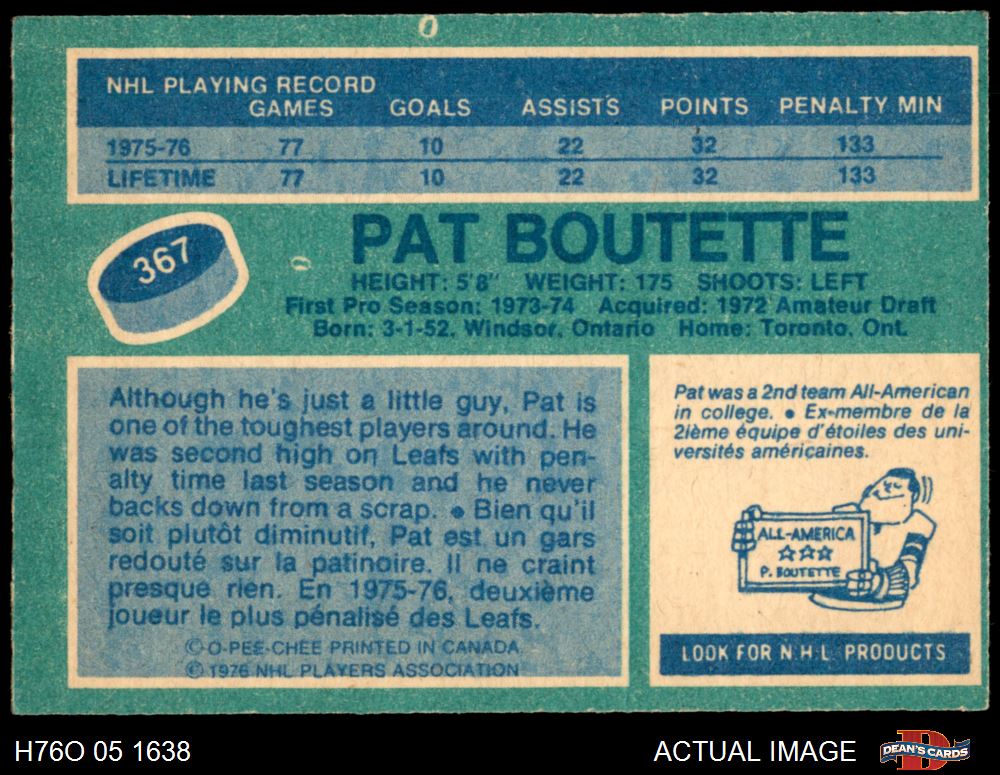 NHL PLAYING RECORD
GAMES GOALS ASSISTS POINTS PENALTY MIN
1975-76 77 10 22 32 133
LIFETIME 77 10 22 32 133
367
PAT BOUTETTE
HEIGHT: 5'8" WEIGHT: 175 SHOOTS: LEFT
First Pro Season: 1973-74 Acquired: 1972 Amateur Draft
Born: 3-1-52, Windsor, Ontario Home: Toronto, Ont.
Although he's just a little guy, Pat is
one of the toughest players around. He
was second high on Leafs with pen-
alty time last season and he never
backs down from a scrap. • Bien qu'il
soit plutôt diminutif, Pat est un gars
redouté sur la patinoire. Il ne craint
presque rien. En 1975-76, deuxième
joueur le plus pénalisé des Leafs.
© O-PEE-CHEE PRINTED IN CANADA
© 1976 NHL PLAYERS ASSOCIATION
Pat was a 2nd team All-American
in college. • Ex-membre de la
2ième équipe d'étoiles des uni-
versités américaines.
ALL-AMERICA
P. BOUTETTE
LOOK FOR N·H·L PRODUCTS
H76O 05 1638
ACTUAL IMAGE
D
DEAN'S CARDS